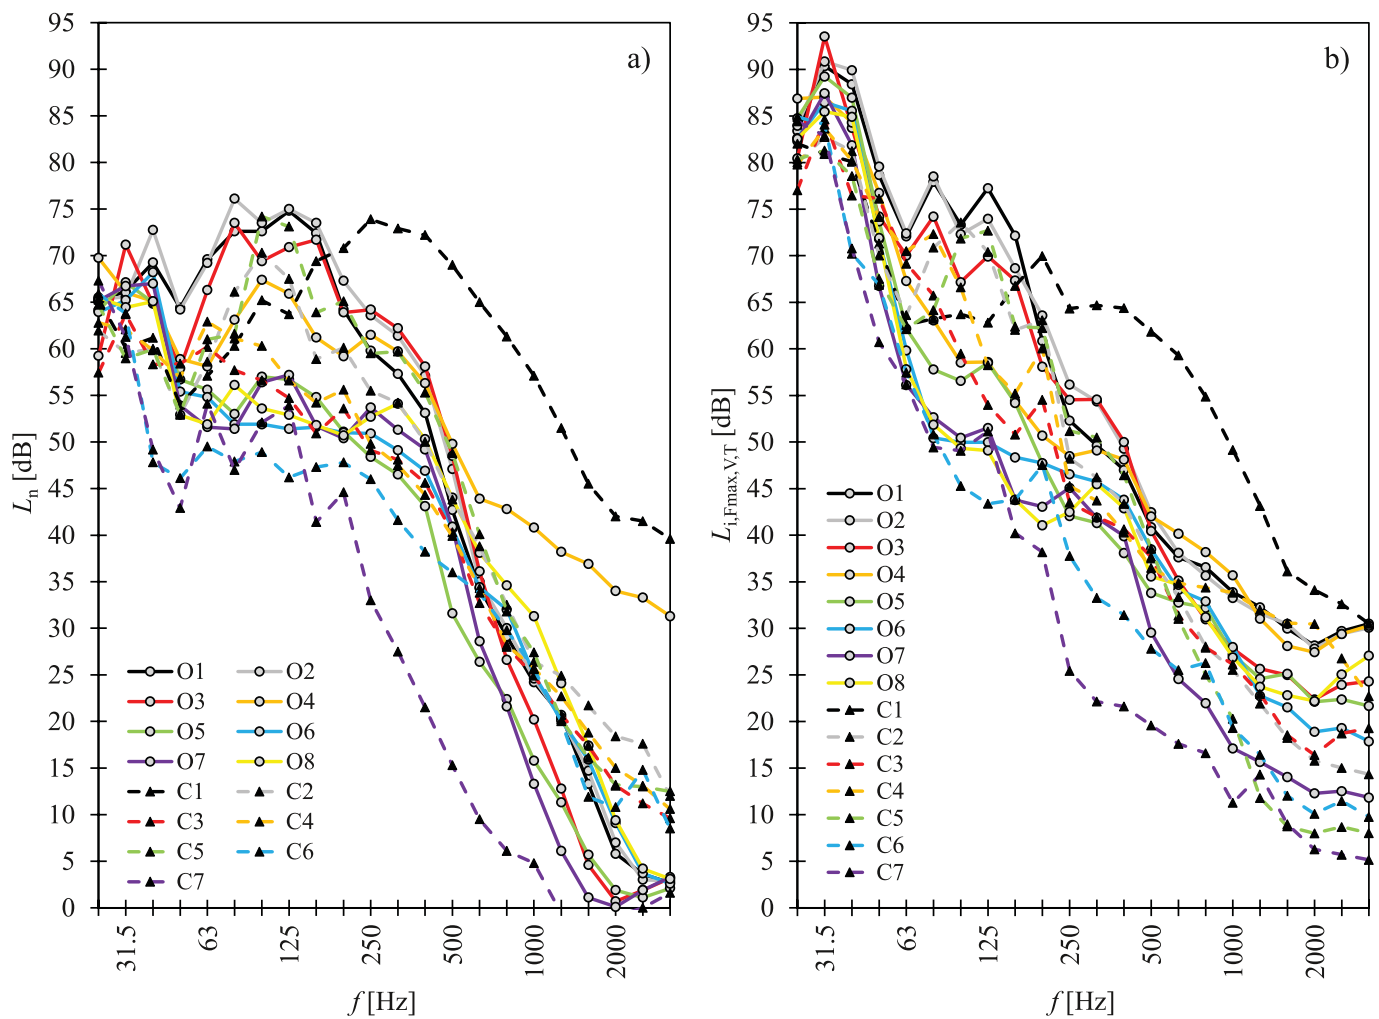 a)
95
90
85
80
75
70
65
60
55
50
45
40
35
30
25
20
15
10
5
0
Ln [dB]
O1 O2
O3 O4
O5 O6
O7 O8
C1 C2
C3 C4
C5 C6
C7
31.5 63 125 250 500 1000 2000
f [Hz]
b)
95
90
85
80
75
70
65
60
55
50
45
40
35
30
25
20
15
10
5
0
Li,Fmax,V,T [dB]
O1
O2
O3
O4
O5
O6
O7
O8
C1
C2
C3
C4
C5
C6
C7
31.5 63 125 250 500 1000 2000
f [Hz]